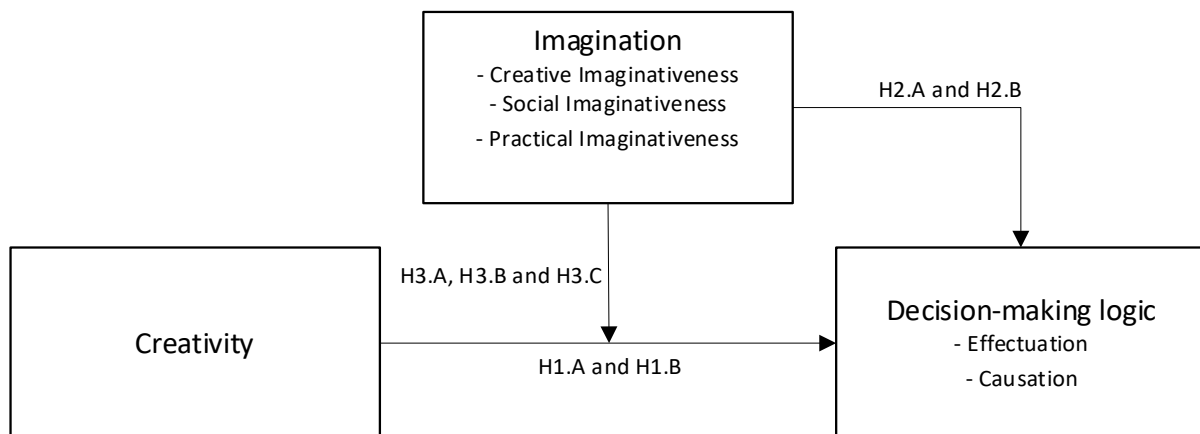 Imagination
- Creative Imaginativeness
- Social Imaginativeness
- Practical Imaginativeness
H2.A and H2.B
H3.A, H3.B and H3.C
Creativity
H1.A and H1.B
Decision-making logic
- Effectuation
- Causation